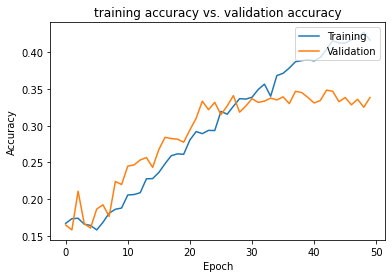 training accuracy vs. validation accuracy
Training
Validation
0.40
0.35
0.30
0.25
0.20
0.15
Accuracy
0 10 20 30 40 50
Epoch